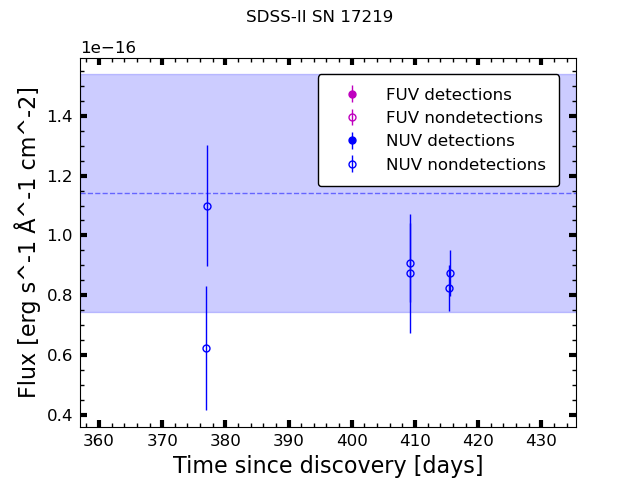 SDSS-II SN 17219
1e−16
FUV detections
FUV nondetections
NUV detections
NUV nondetections
1.4
1.2
1.0
0.8
0.6
0.4
Flux [erg s^-1 Å^-1 cm^-2]
360 370 380 390 400 410 420 430
Time since discovery [days]